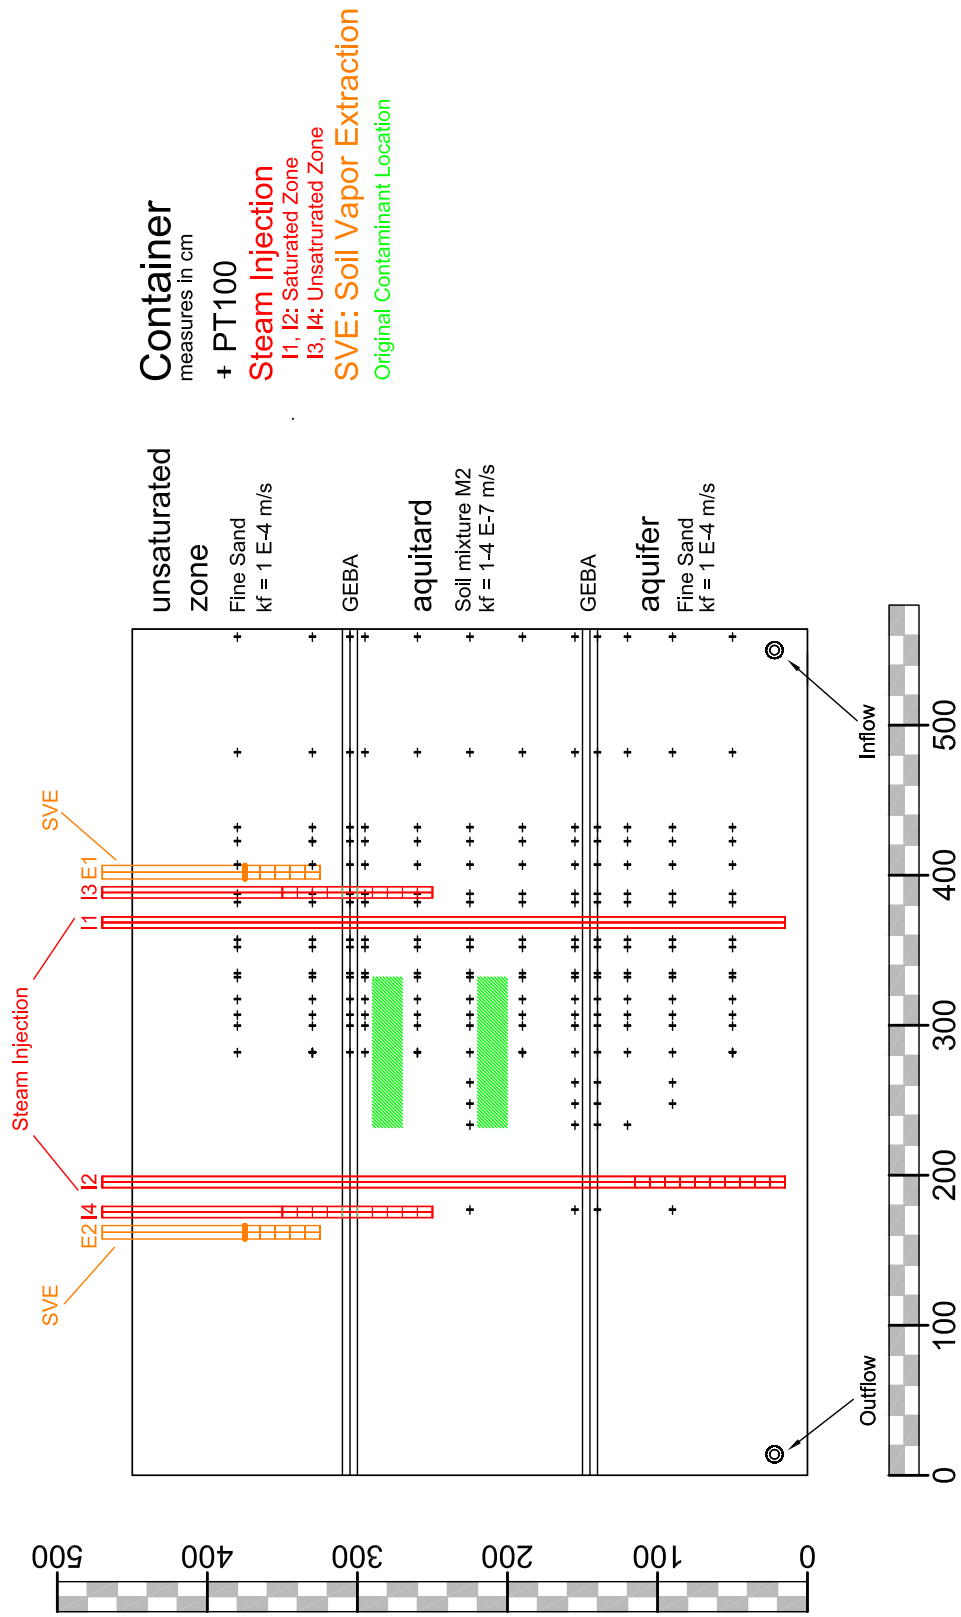 Container
measures in cm
+ PT100
Steam Injection
I1, I2: Saturated Zone
I3, I4: Unsatrurated Zone
SVE: Soil Vapor Extraction
Original Contaminant Location
unsaturated
zone
Fine Sand
kf = 1 E-4 m/s
GEBA
aquitard
Soil mixture M2
kf = 1-4 E-7 m/s
GEBA
aquifer
Fine Sand
kf = 1 E-4 m/s
Steam Injection
SVE
SVE
E2
I4
I2
I1
I3
E1
Outflow
Inflow
500
400
300
200
100
0
0
100
200
300
400
500